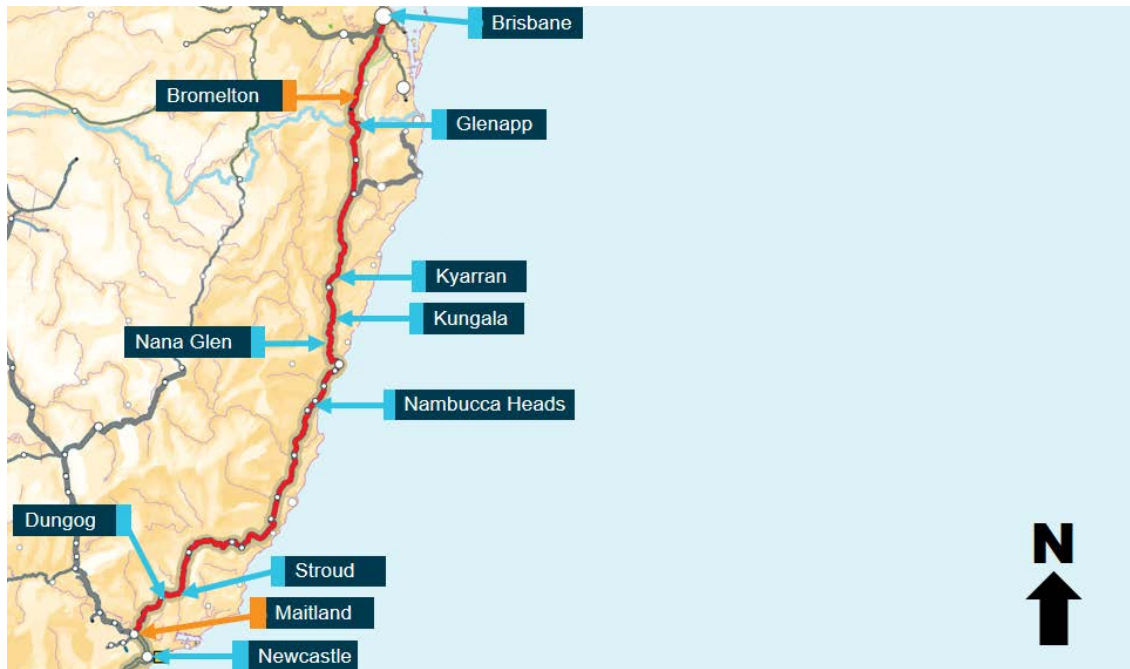 Brisbane
Bromelton
Glenapp
Kyarran
Kungala
Nana Glen
Nambucca Heads
Dungog
Stroud
Maitland
Newcastle
N